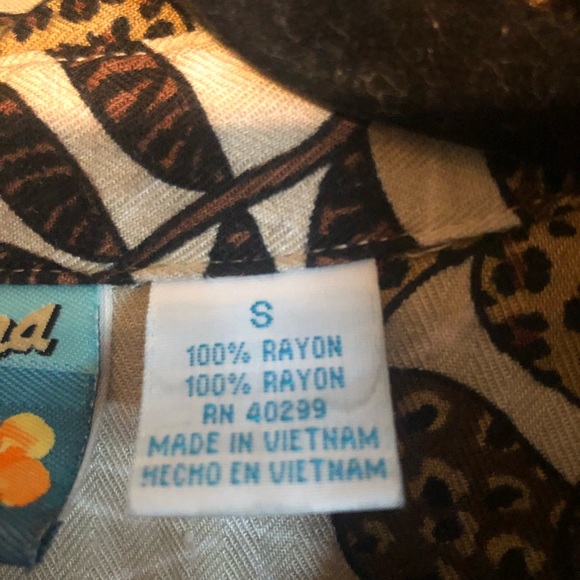 S
100% RAYON
100% RAYON
RN 40299
MADE IN VIETNAM
HECHO EN VIETNAM